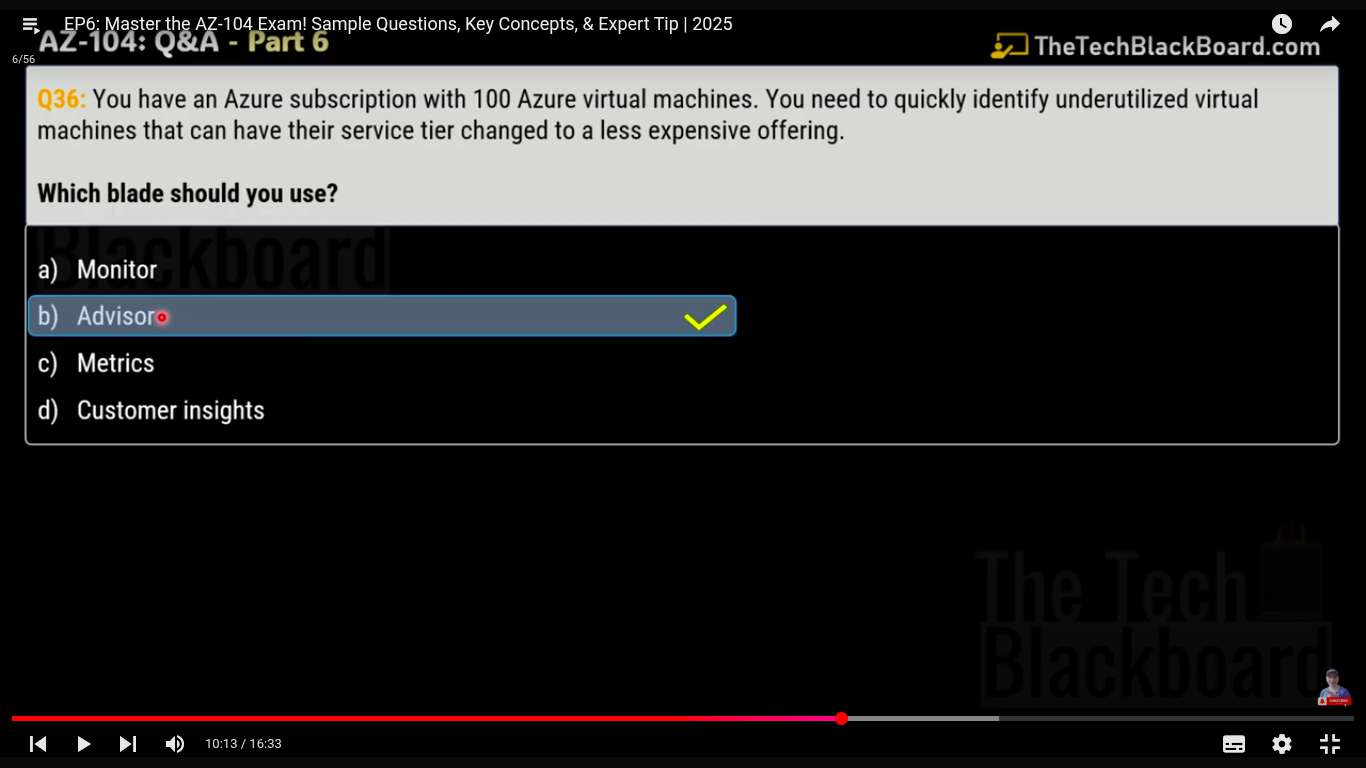 EP6: Master the AZ-104 Exam! Sample Questions, Key Concepts, & Expert Tip | 2025
6/56
AZ-104: Q&A - Part 6
TheTechBlackBoard.com
Q36: You have an Azure subscription with 100 Azure virtual machines. You need to quickly identify underutilized virtual
machines that can have their service tier changed to a less expensive offering.
Which blade should you use?
Blackboard
a) Monitor
b) Advisor
c) Metrics
d) Customer insights
The Tech
Blackboard
10:13 / 16:33